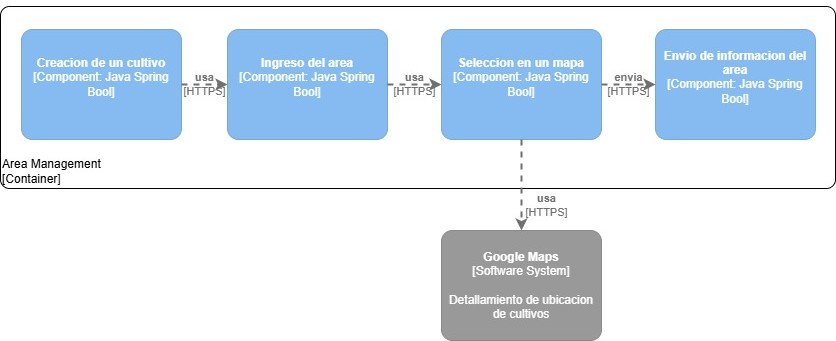 Creacion de un cultivo
[Component: Java Spring
Bool]
usa
[HTTPS]
Ingreso del area
[Component: Java Spring
Bool]
usa
[HTTPS]
Seleccion en un mapa
[Component: Java Spring
Bool]
envia
[HTTPS]
Envio de informacion del
area
[Component: Java Spring
Bool]
Area Management
[Container]
usa
[HTTPS]
Google Maps
[Software System]
Detallamiento de ubicacion
de cultivos